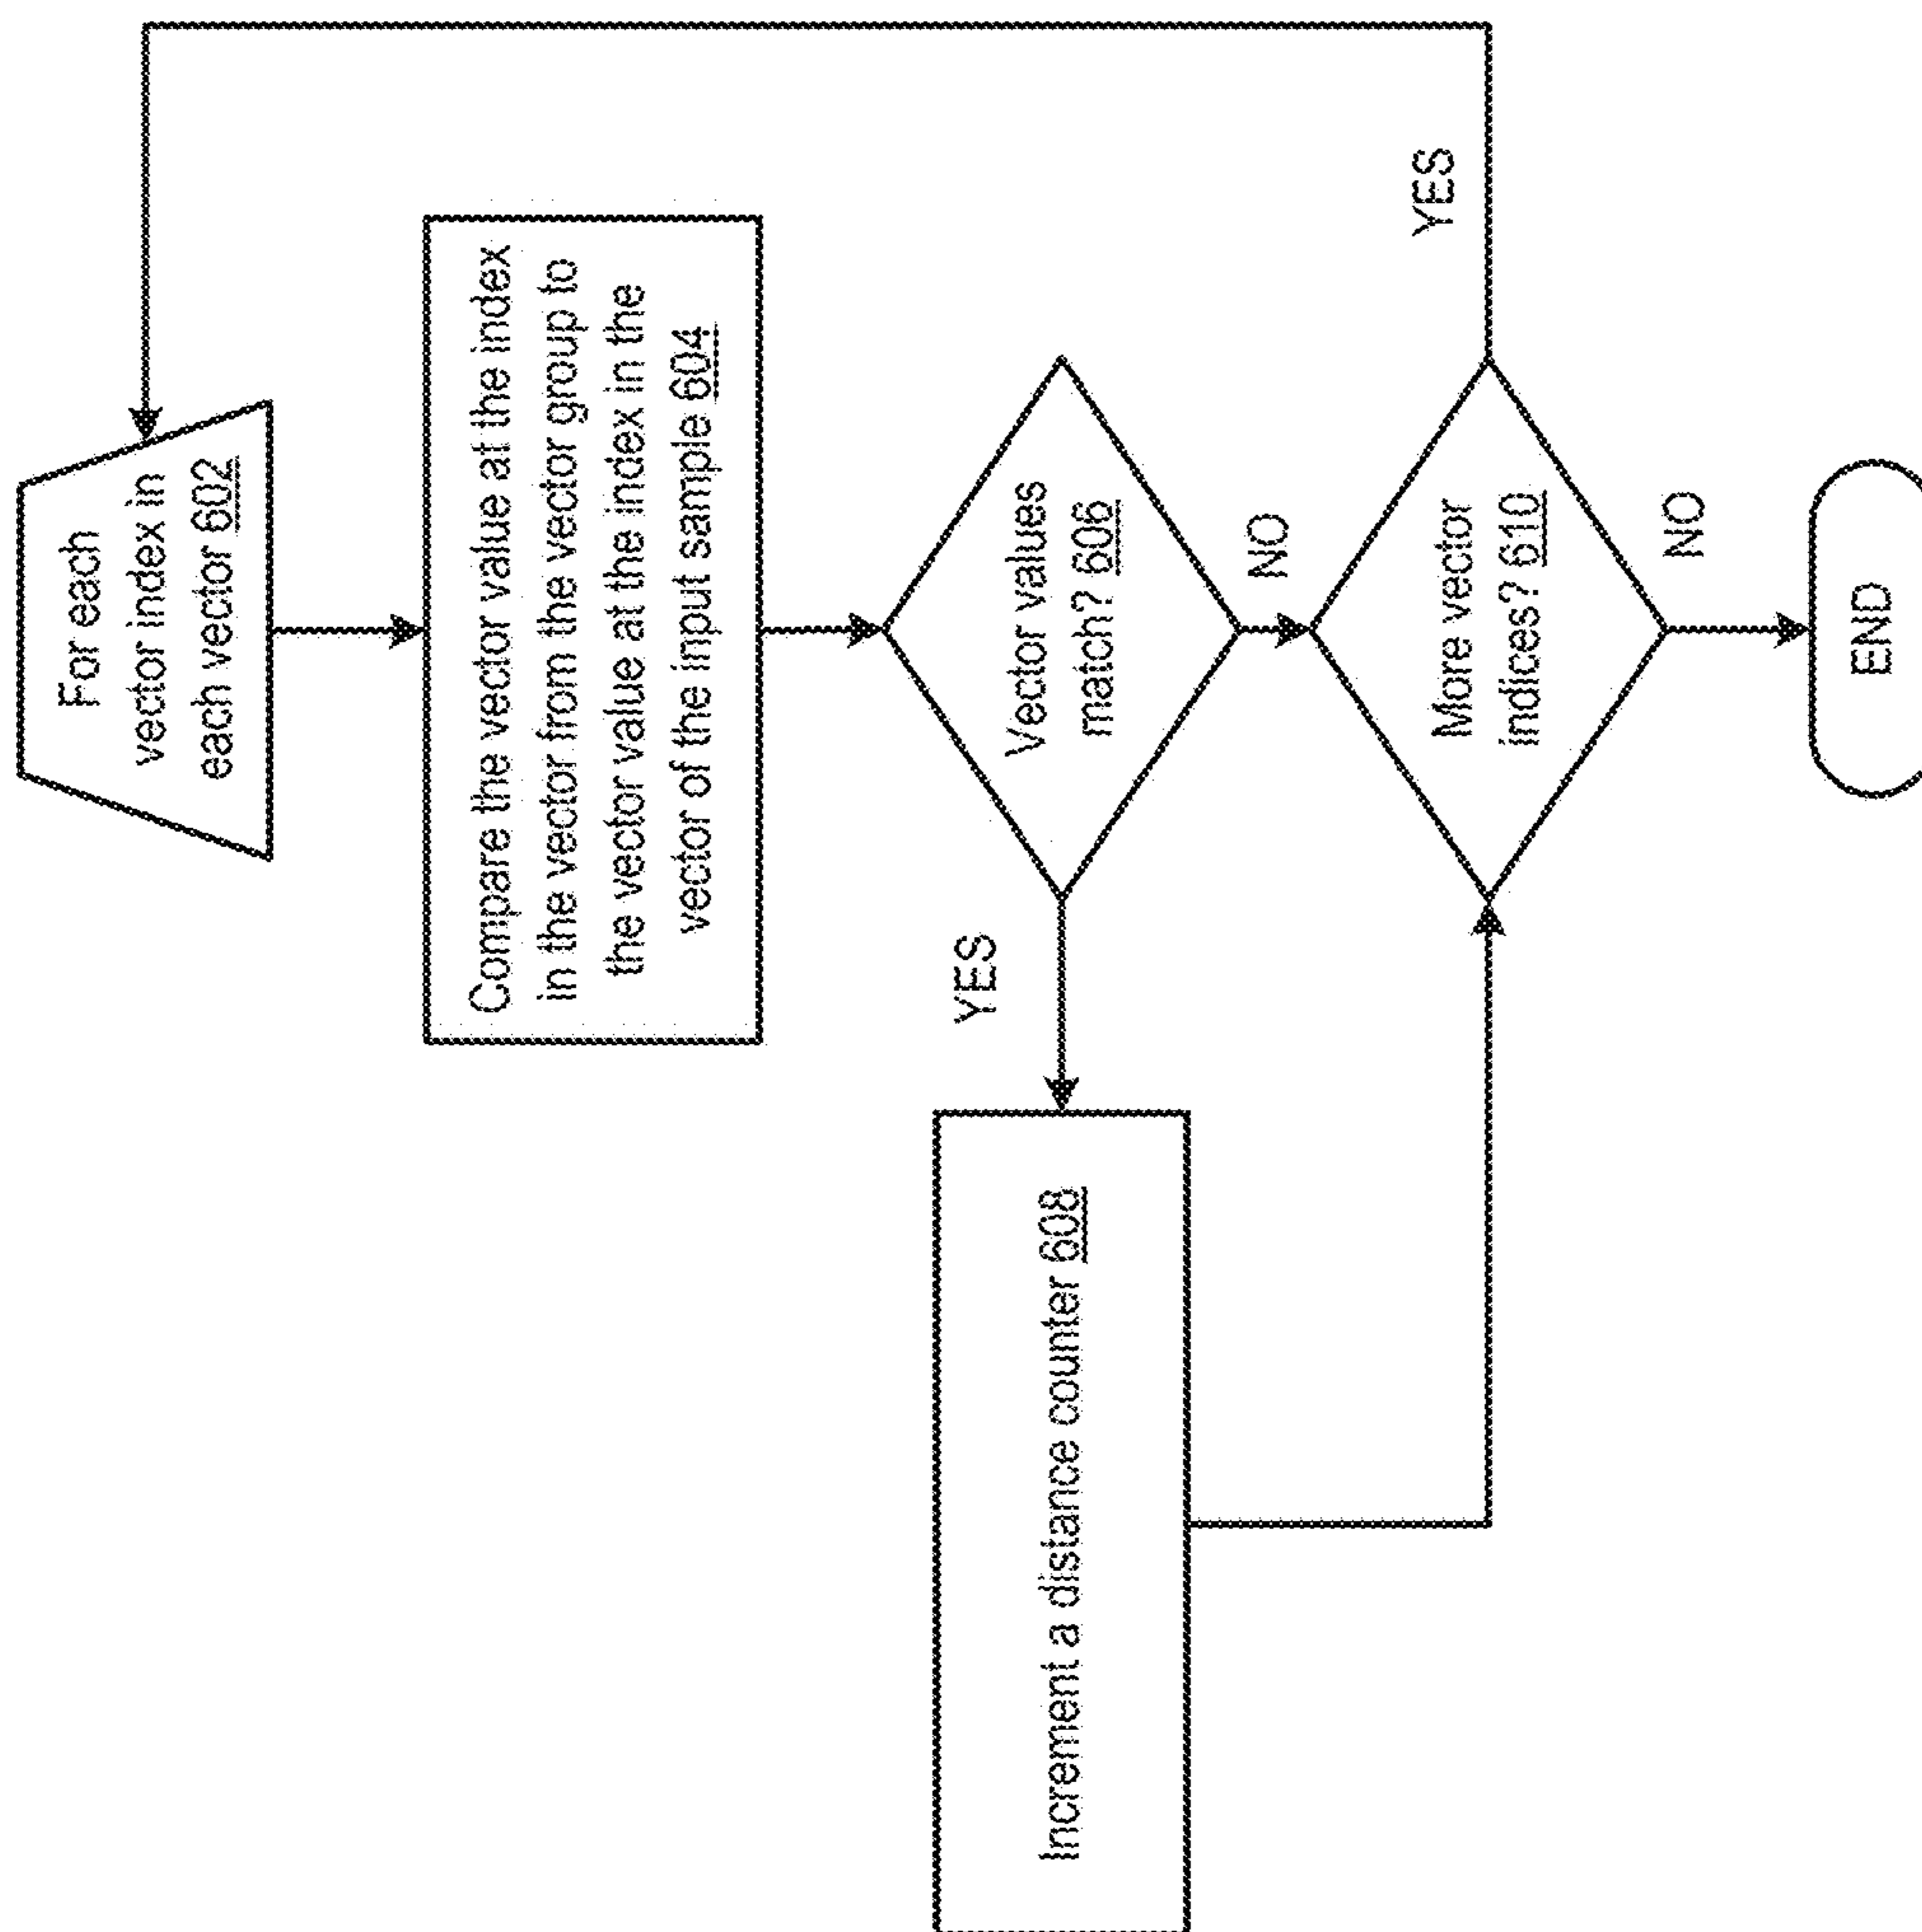 For each
vector index in
each vector 602
Compare the vector value at the index
in the vector from the vector group to
the vector value at the index in the
vector of the input sample 604
Vector values
match? 606
YES
NO
Increment a distance counter 608
More vector
indices? 610
YES
NO
END